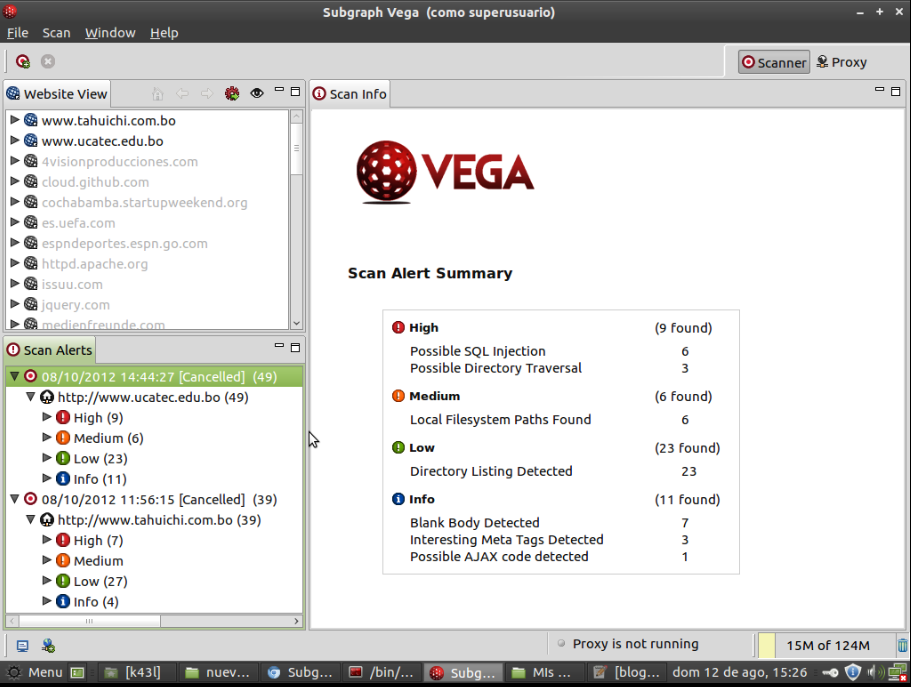 Subgraph Vega (como superusuario)
File Scan Window Help
Scanner Proxy
Website View
www.tahuichi.com.bo
www.ucatec.edu.bo
4visionproducciones.com
cloud.github.com
cochabamba.startupweekend.org
es.uefa.com
espndeportes.espn.go.com
httpd.apache.org
issuu.com
jquery.com
medienfreunde.com
Scan Alerts
08/10/2012 14:44:27 [Cancelled] (49)
http://www.ucatec.edu.bo (49)
High (9)
Medium (6)
Low (23)
Info (11)
08/10/2012 11:56:15 [Cancelled] (39)
http://www.tahuichi.com.bo (39)
High (7)
Medium
Low (27)
Info (4)
Scan Info
VEGA
Scan Alert Summary
High (9 found)
Possible SQL Injection 6
Possible Directory Traversal 3
Medium (6 found)
Local Filesystem Paths Found 6
Low (23 found)
Directory Listing Detected 23
Info (11 found)
Blank Body Detected 7
Interesting Meta Tags Detected 3
Possible AJAX code detected 1
Proxy is not running 15M of 124M
Menu [k43l] nuev... Subg... /bin/... Subg... MIs ... [blog... dom 12 de ago, 15:26